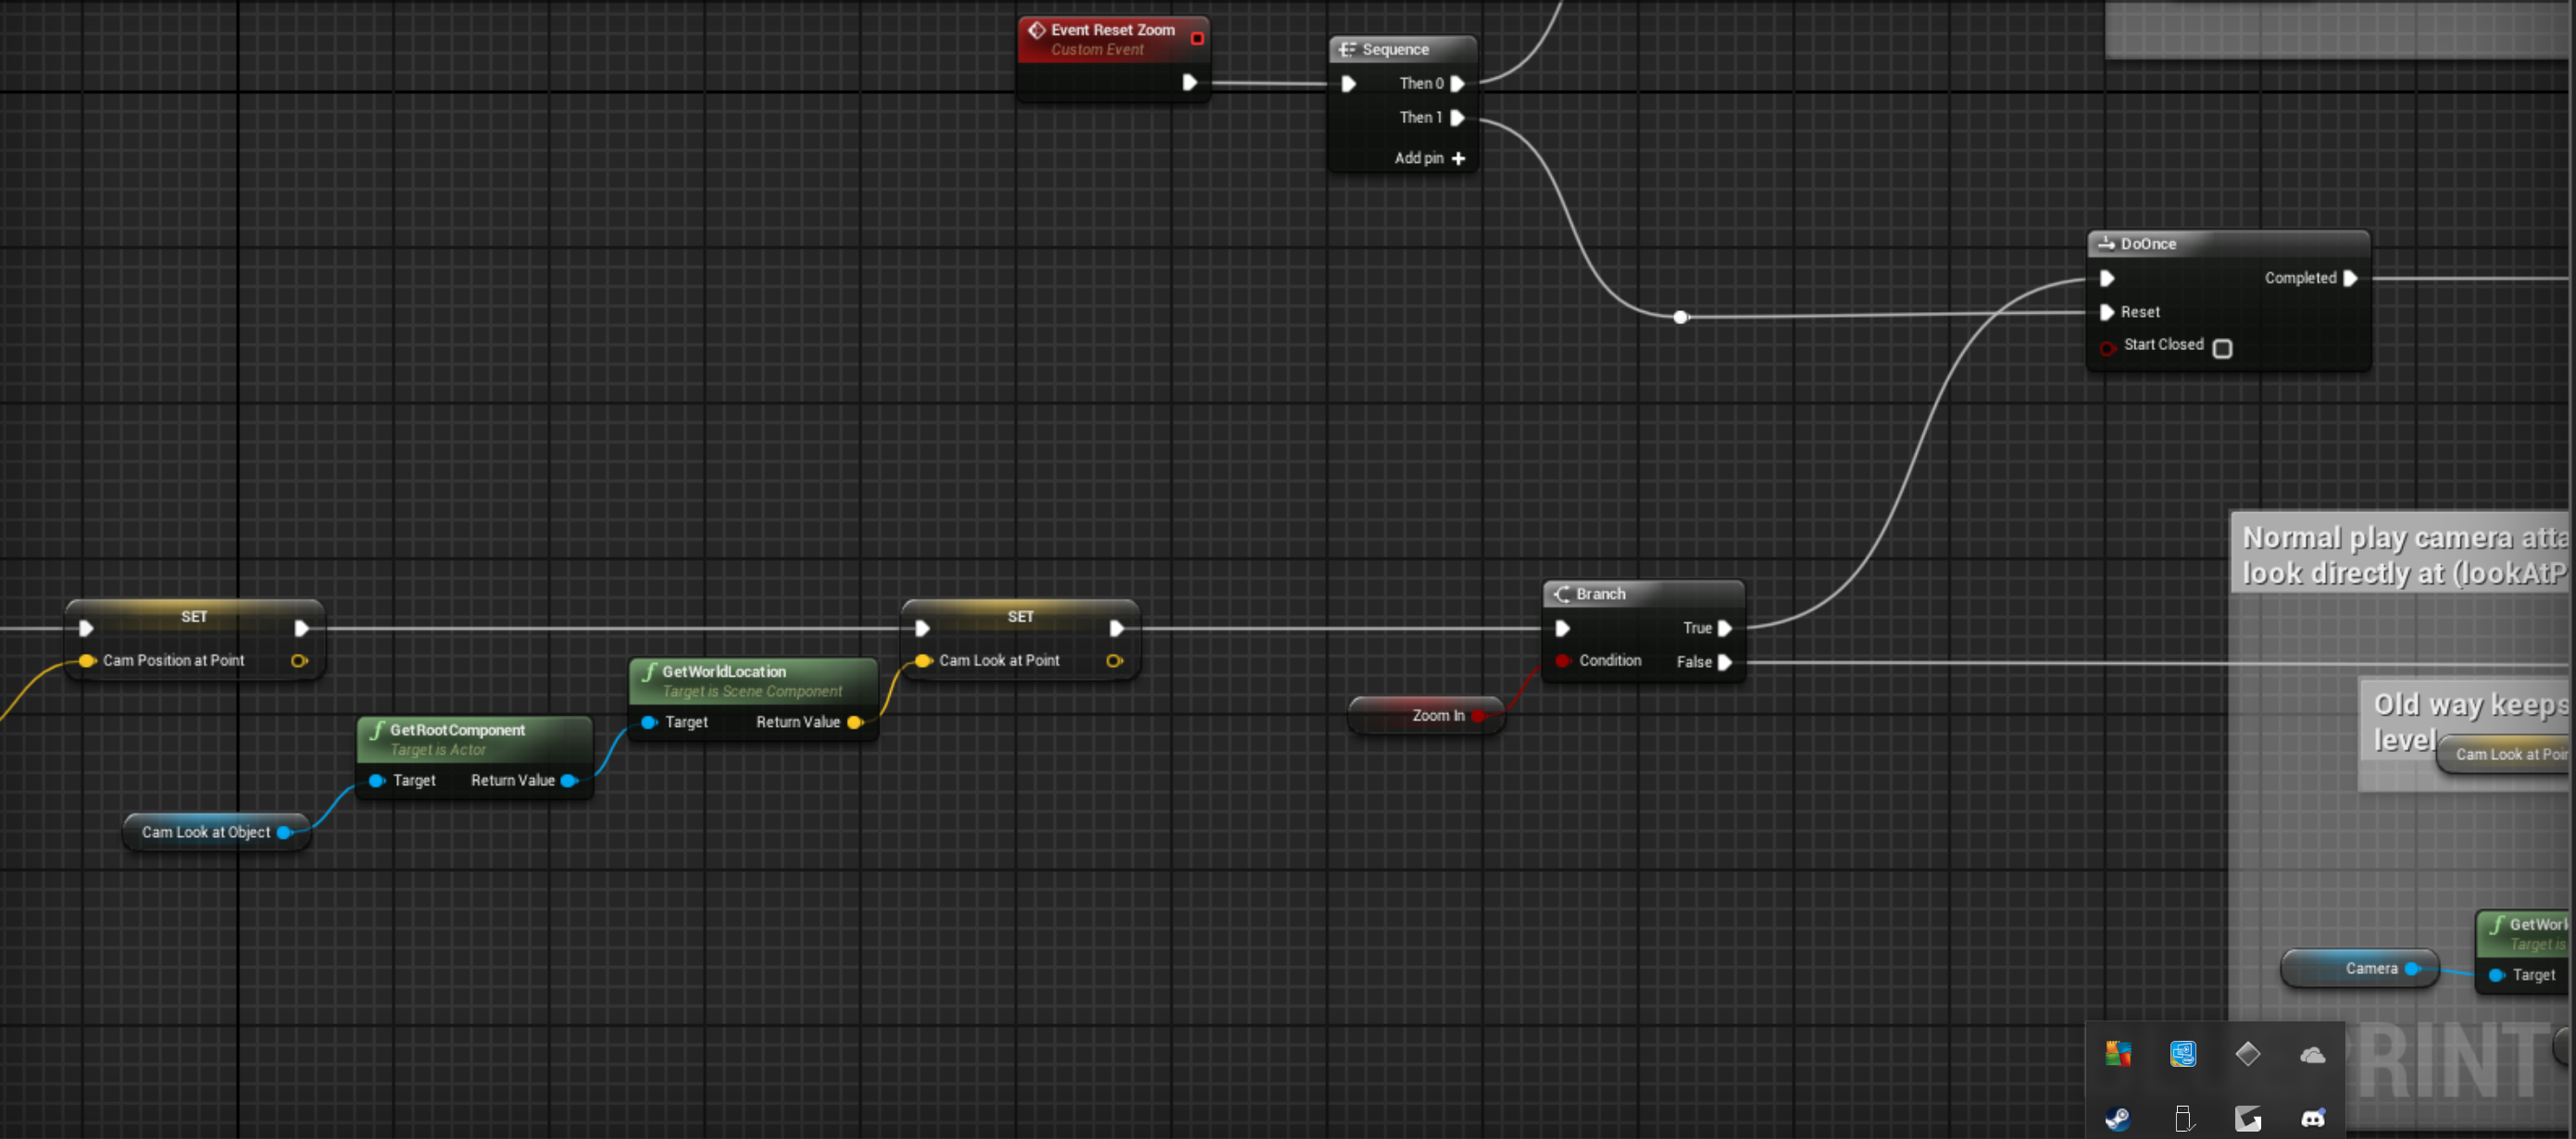 Event Reset Zoom
Custom Event
Sequence
Then 0
Then 1
Add pin
DoOnce
Completed
Reset
Start Closed
Normal play camera atta
look directly at (lookAtP
SET
Cam Position at Point
GetRootComponent
Target is Actor
Target Return Value
Cam Look at Object
GetWorldLocation
Target is Scene Component
Target Return Value
SET
Cam Look at Point
Branch
True
Condition False
Zoom In
Old way keeps
level
Cam Look at Poin
GetWorl
Target is
Target
Camera
RINT